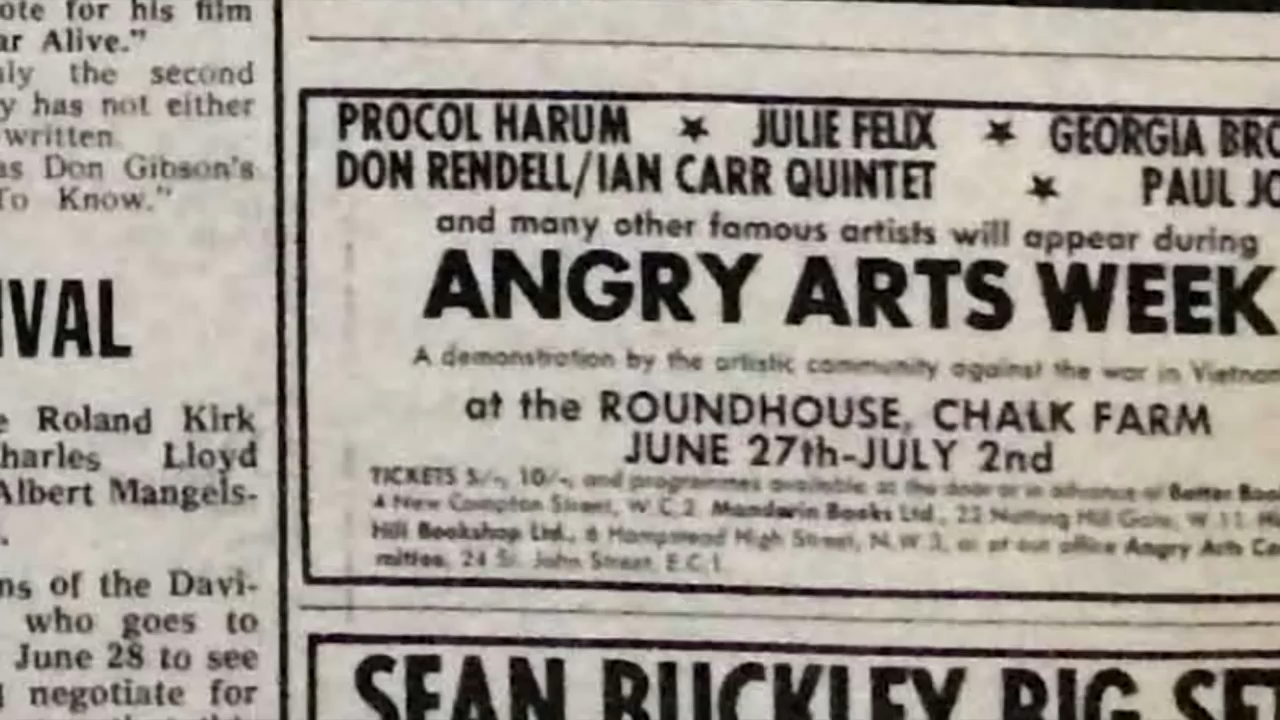 ote for his film
ar Alive."
ly the second
y has not either
written.
as Don Gibson's
To Know."
IVAL
e Roland Kirk
harles Lloyd
Albert Mangels-
.
ns of the Davi-
who goes to
June 28 to see
negotiate for
PROCOL HARUM ★ JULIE FELIX ★ GEORGIA BRO
DON RENDELL/IAN CARR QUINTET ★ PAUL JO
and many other famous artists will appear during
ANGRY ARTS WEEK
A demonstration by the artistic community against the war in Vietnam
at the ROUNDHOUSE, CHALK FARM
JUNE 27th-JULY 2nd
TICKETS 5/-, 10/-, and programmes available at the door or in advance of Better Boo
4 New Compton Street, W.C.2. Mandarin Books Ltd., 22 Notting Hill Gate, W.11. H
Hill Bookshop Ltd., 6 Hampstead High Street, N.W.3, or at our office Angry Arts Co
mittee, 24 St. John Street, E.C.1.
SEAN BUCKLEY BIG SET